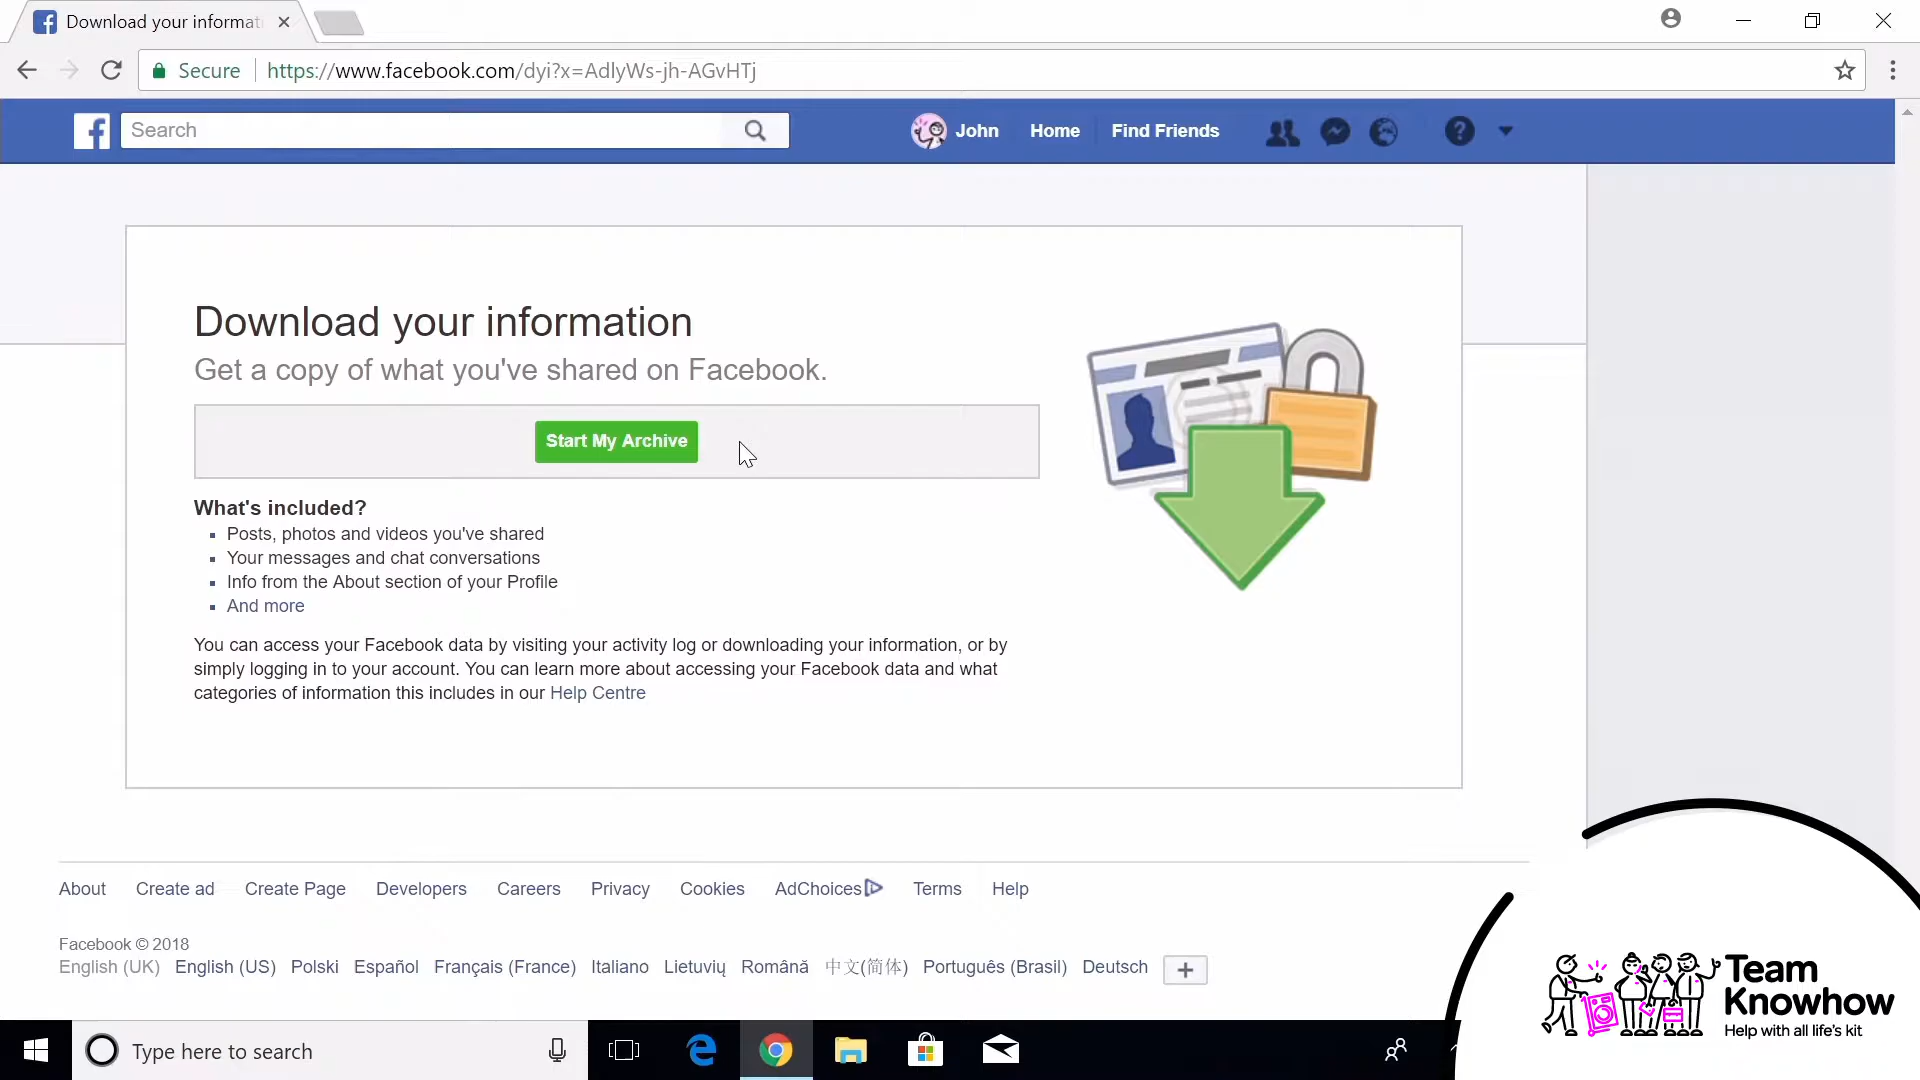 Download your informat
Secure
https://www.facebook.com/dyi?x=AdlyWs-jh-AGvHTj
Search
John
Home
Find Friends
Download your information
Get a copy of what you've shared on Facebook.
Start My Archive
What's included?
Posts, photos and videos you've shared
Your messages and chat conversations
Info from the About section of your Profile
And more
You can access your Facebook data by visiting your activity log or downloading your information, or by
simply logging in to your account. You can learn more about accessing your Facebook data and what
categories of information this includes in our Help Centre
About Create ad Create Page Developers Careers Privacy Cookies AdChoices Terms Help
Facebook © 2018
English (UK) English (US) Polski Español Français (France) Italiano Lietuvių Română 中文(简体) Português (Brasil) Deutsch
Team
Knowhow
Help with all life's kit
Type here to search